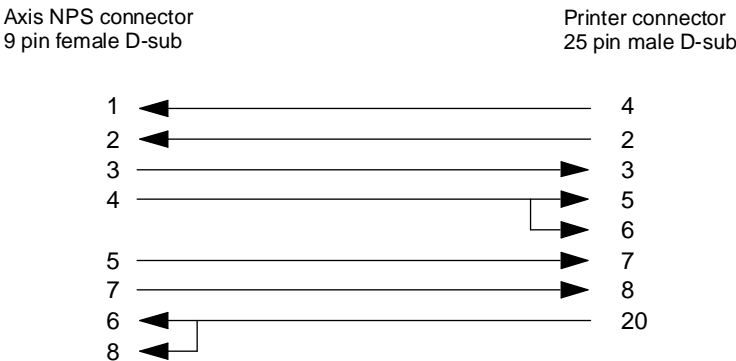 Axis NPS connector
9 pin female D-sub
Printer connector
25 pin male D-sub
1 4
2 2
3 3
4 5
6
5 7
7 8
6 20
8